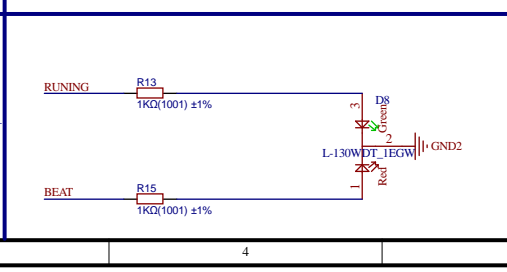 R13
RUNING
1KΩ(1001) ±1%
3
D8
Green
2
GND2
L-130WDT_1EGW
Red
1
R15
BEAT
1KΩ(1001) ±1%
4